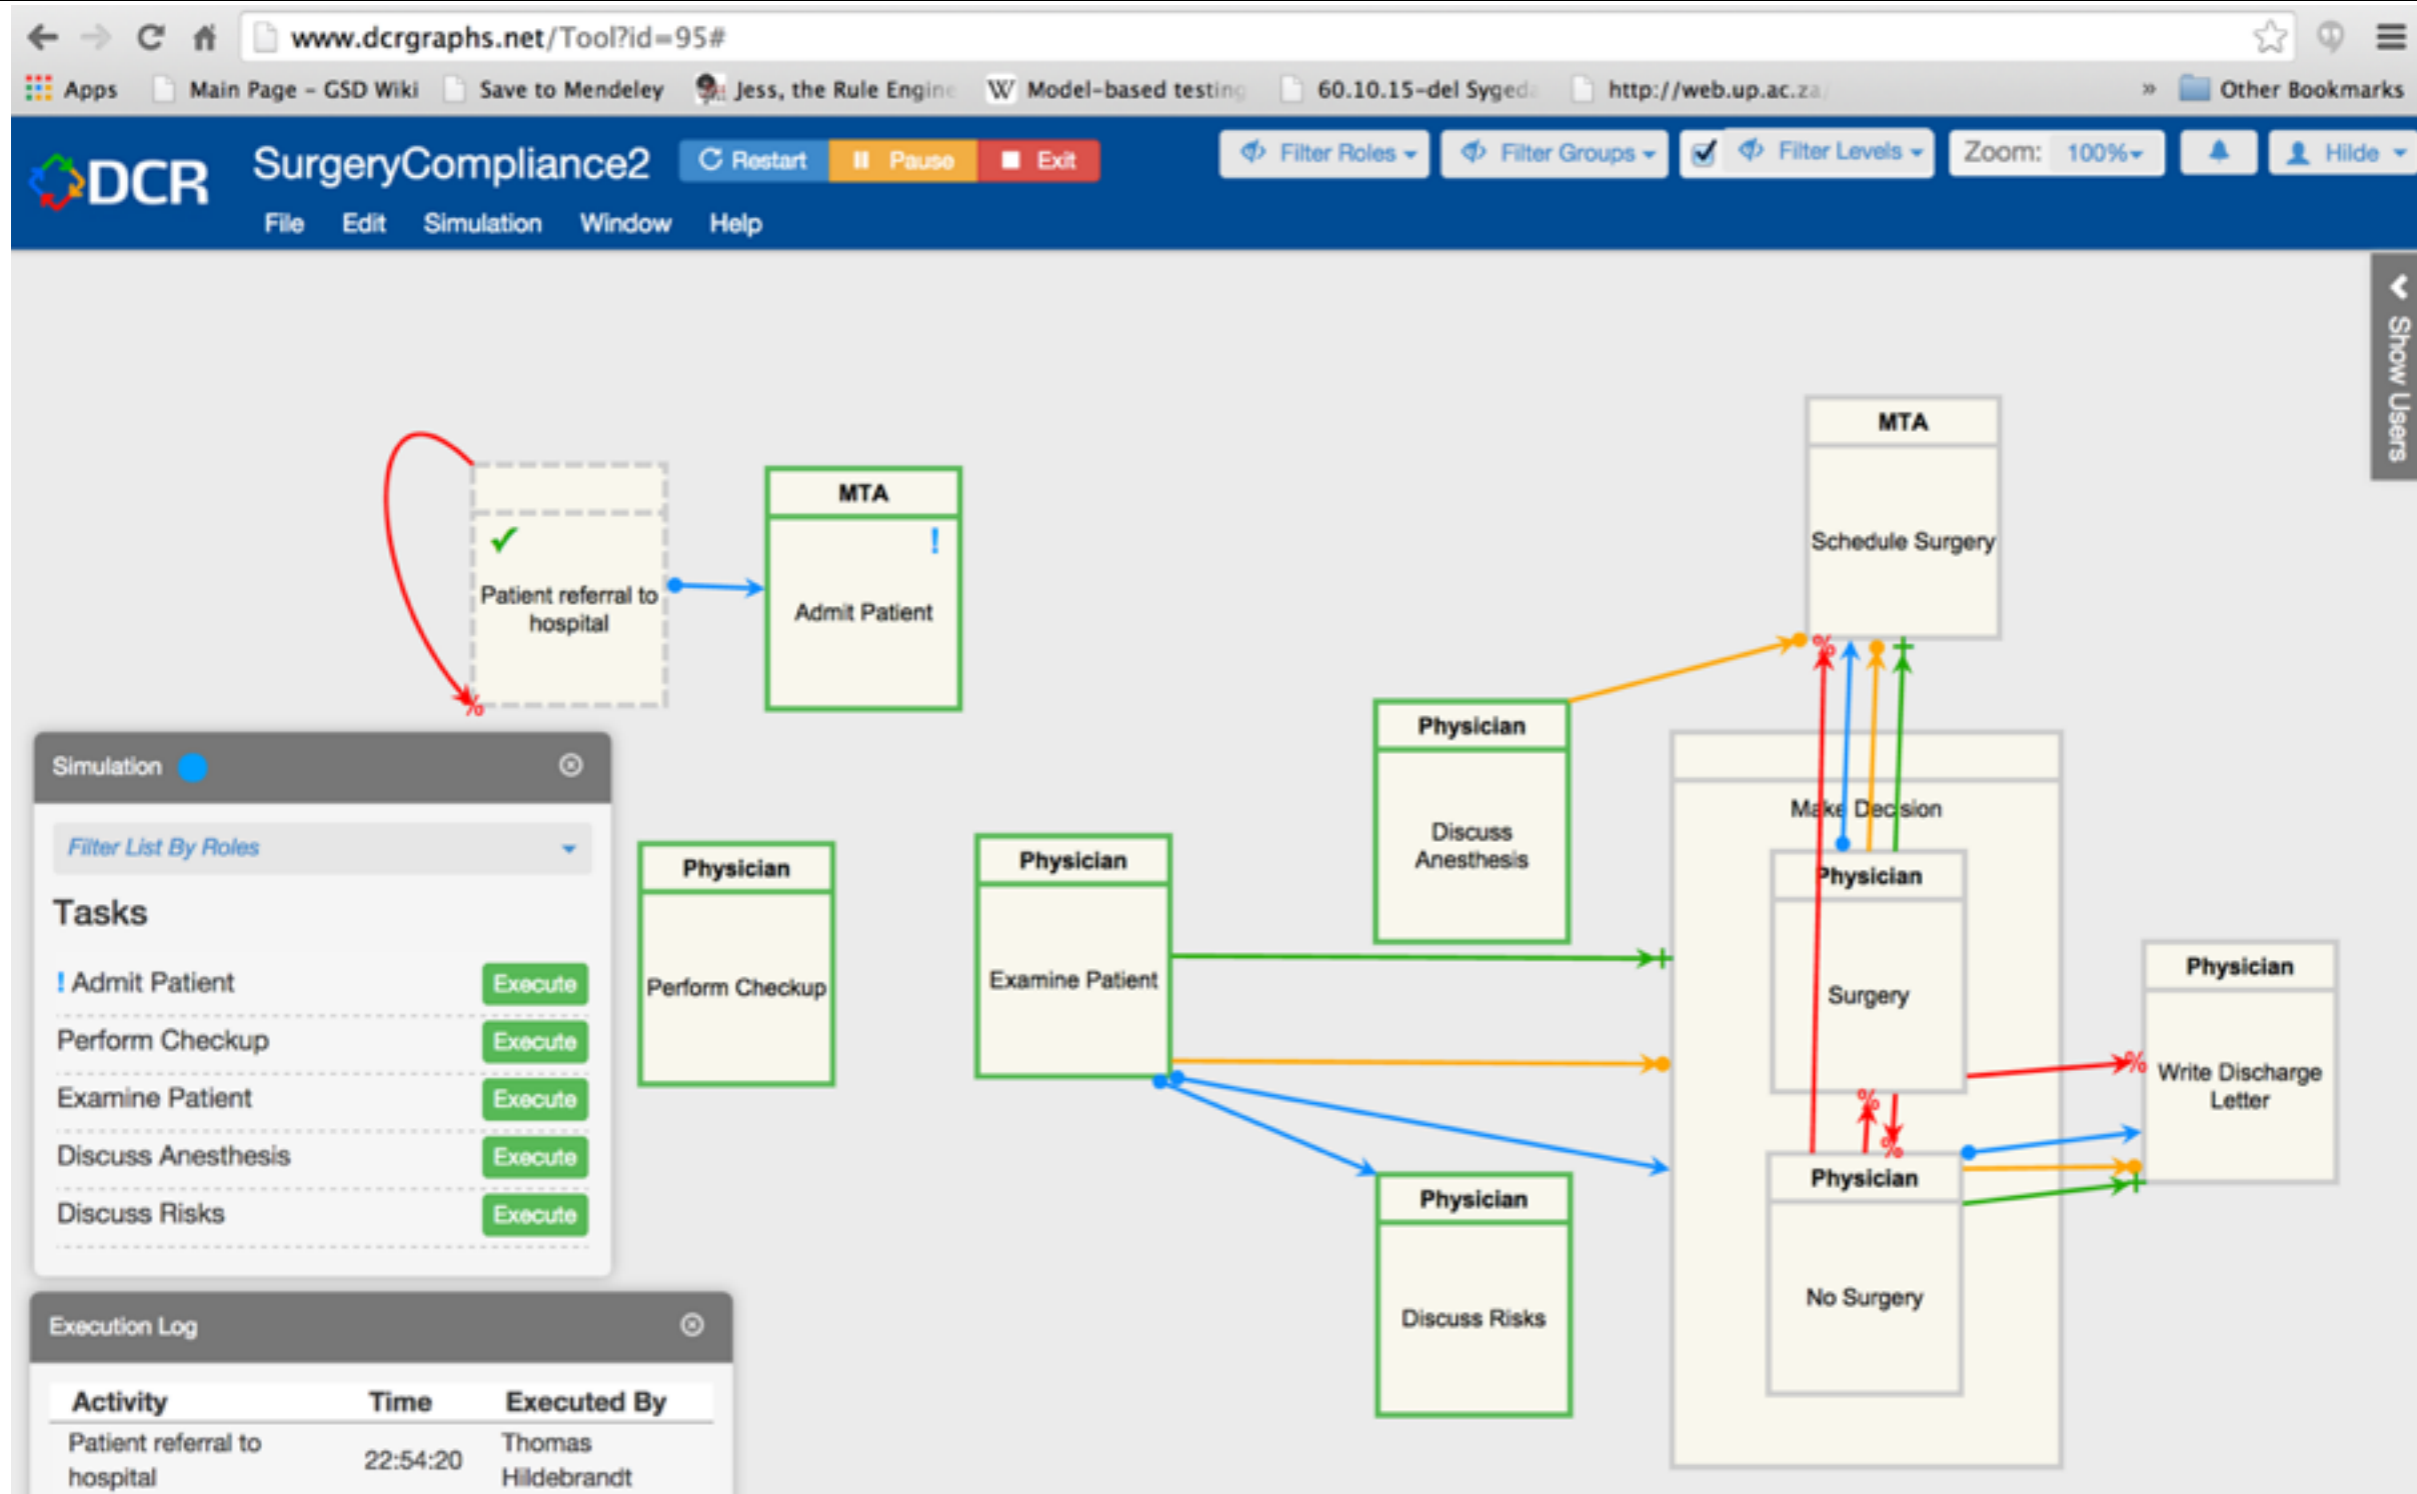 www.dcrgraphs.net/Tool?id=95#
Apps Main Page - GSD Wiki Save to Mendeley Jess, the Rule Engine Model-based testing 60.10.15-del Syged http://web.up.ac.za/ » Other Bookmarks
DCR SurgeryCompliance2 Restart Pause Exit Filter Roles Filter Groups Filter Levels Zoom: 100% Hilde
File Edit Simulation Window Help
Show Users
MTA
Schedule Surgery
MTA
!
Admit Patient
Patient referral to
hospital
%
%
Physician
Discuss
Anesthesis
Make Decision
Physician
Surgery
%
%
%
Physician
No Surgery
Physician
Write Discharge
Letter
Physician
Perform Checkup
Physician
Examine Patient
Physician
Discuss Risks
Simulation
Filter List By Roles
Tasks
! Admit Patient Execute
Perform Checkup Execute
Examine Patient Execute
Discuss Anesthesis Execute
Discuss Risks Execute
Execution Log
Activity Time Executed By
Patient referral to
hospital
22:54:20
Thomas
Hildebrandt